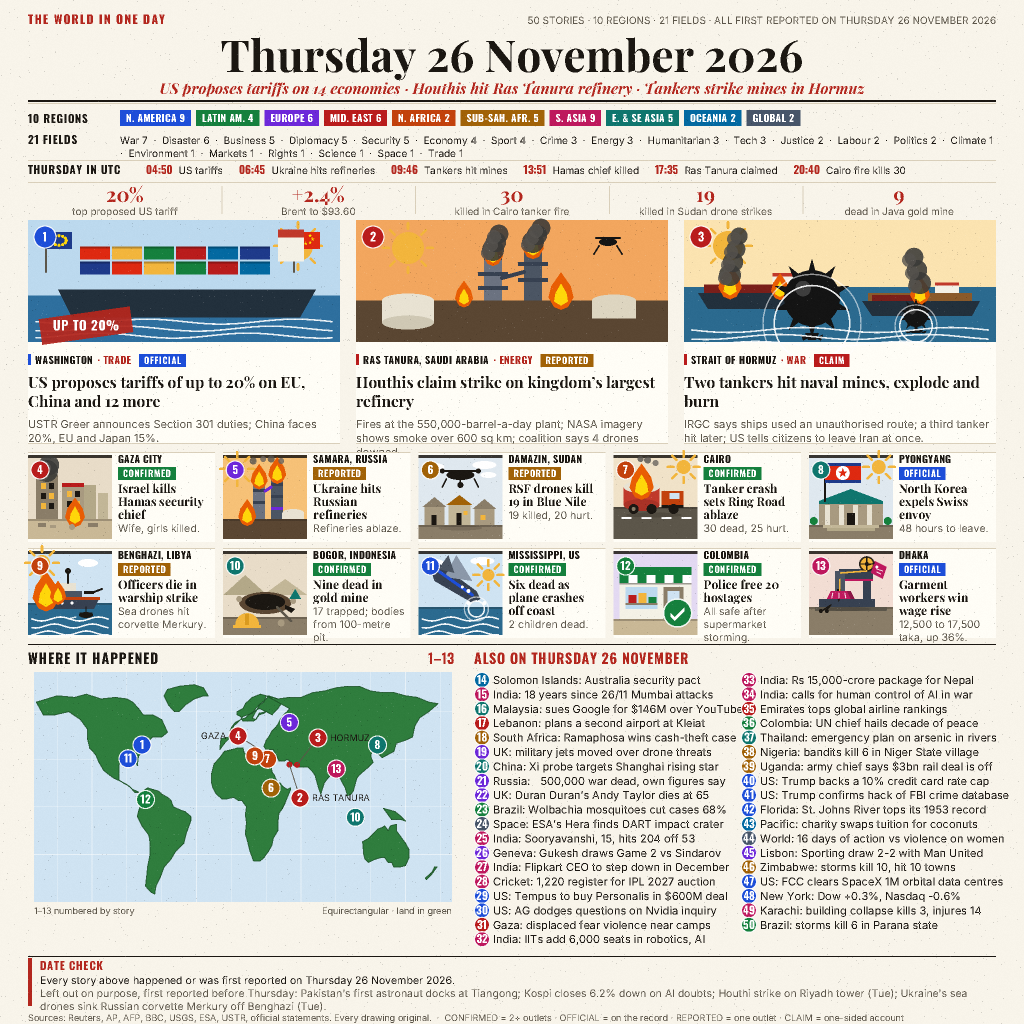 THE WORLD IN ONE DAY
50 STORIES · 10 REGIONS · 21 FIELDS · ALL FIRST REPORTED ON THURSDAY 26 NOVEMBER 2026
Thursday 26 November 2026
US proposes tariffs on 14 economies · Houthis hit Ras Tanura refinery · Tankers strike mines in Hormuz
10 REGIONS N. AMERICA 9 LATIN AM. 4 EUROPE 6 MID. EAST 6 N. AFRICA 2 SUB-SAH. AFR. 5 S. ASIA 9 E. & SE ASIA 5 OCEANIA 2 GLOBAL 2
21 FIELDS War 7 · Disaster 6 · Business 5 · Diplomacy 5 · Security 5 · Economy 4 · Sport 4 · Crime 3 · Energy 3 · Humanitarian 3 · Tech 3 · Justice 2 · Labour 2 · Politics 2 · Climate 1
· Environment 1 · Markets 1 · Rights 1 · Science 1 · Space 1 · Trade 1
THURSDAY IN UTC 04:50 US tariffs 06:45 Ukraine hits refineries 09:46 Tankers hit mines 13:51 Hamas chief killed 17:35 Ras Tanura claimed 20:40 Cairo fire kills 30
20%
top proposed US tariff
+2.4%
Brent to $93.60
30
killed in Cairo tanker fire
19
killed in Sudan drone strikes
9
dead in Java gold mine
1
UP TO 20%
WASHINGTON · TRADE OFFICIAL
US proposes tariffs of up to 20% on EU,
China and 12 more
USTR Greer announces Section 301 duties; China faces
20%, EU and Japan 15%.
2
RAS TANURA, SAUDI ARABIA · ENERGY REPORTED
Houthis claim strike on kingdom's largest
refinery
Fires at the 550,000-barrel-a-day plant; NASA imagery
shows smoke over 600 sq km; coalition says 4 drones
3
STRAIT OF HORMUZ · WAR CLAIM
Two tankers hit naval mines, explode and
burn
IRGC says ships used an unauthorised route; a third tanker
hit later; US tells citizens to leave Iran at once.
4
GAZA CITY
CONFIRMED
Israel kills
Hamas security
chief
Wife, girls killed.
5
SAMARA, RUSSIA
REPORTED
Ukraine hits
Russian
refineries
Refineries ablaze.
6
DAMAZIN, SUDAN
REPORTED
RSF drones kill
19 in Blue Nile
19 killed, 20 hurt.
7
CAIRO
CONFIRMED
Tanker crash
sets Ring Road
ablaze
30 dead, 25 hurt.
8
PYONGYANG
OFFICIAL
North Korea
expels Swiss
envoy
48 hours to leave.
9
BENGHAZI, LIBYA
REPORTED
Officers die in
warship strike
Sea drones hit
corvette Merkury.
10
BOGOR, INDONESIA
CONFIRMED
Nine dead in
gold mine
17 trapped; bodies
from 100-metre
pit.
11
MISSISSIPPI, US
CONFIRMED
Six dead as
plane crashes
off coast
2 children dead.
12
COLOMBIA
CONFIRMED
Police free 20
hostages
All safe after
supermarket
storming.
13
DHAKA
OFFICIAL
Garment
workers win
wage rise
12,500 to 17,500
taka, up 36%.
WHERE IT HAPPENED 1–13
1
11
12
GAZA 4
5
3 HORMUZ
8
9
7
13
6
2 RAS TANURA
10
1–13 numbered by story Equirectangular · land in green
ALSO ON THURSDAY 26 NOVEMBER
14 Solomon Islands: Australia security pact
15 India: 18 years since 26/11 Mumbai attacks
16 Malaysia: sues Google for $146M over YouTube
17 Lebanon: plans a second airport at Kleiat
18 South Africa: Ramaphosa wins cash-theft case
19 UK: military jets moved over drone threats
20 China: Xi probe targets Shanghai rising star
21 Russia: 500,000 war dead, own figures say
22 UK: Duran Duran's Andy Taylor dies at 65
23 Brazil: Wolbachia mosquitoes cut cases 68%
24 Space: ESA's Hera finds DART impact crater
25 India: Sooryavanshi, 15, hits 204 off 53
26 Geneva: Gukesh draws Game 2 vs Sindarov
27 India: Flipkart CEO to step down in December
28 Cricket: 1,220 register for IPL 2027 auction
29 US: Tempus to buy Personalis in $600M deal
30 US: AG dodges questions on Nvidia inquiry
31 Gaza: displaced fear violence near camps
32 India: IITs add 6,000 seats in robotics, AI
33 India: Rs 15,000-crore package for Nepal
34 India: calls for human control of AI in war
35 Emirates tops global airline rankings
36 Colombia: UN chief hails decade of peace
37 Thailand: emergency plan on arsenic in rivers
38 Nigeria: bandits kill 6 in Niger State village
39 Uganda: army chief says $3bn rail deal is off
40 US: Trump backs a 10% credit card rate cap
41 US: Trump confirms hack of FBI crime database
42 Florida: St. Johns River tops its 1953 record
43 Pacific: charity swaps tuition for coconuts
44 World: 16 days of action vs violence on women
45 Lisbon: Sporting draw 2-2 with Man United
46 Zimbabwe: storms kill 10, hit 10 towns
47 US: FCC clears SpaceX 1M orbital data centres
48 New York: Dow +0.3%, Nasdaq -0.6%
49 Karachi: building collapse kills 3, injures 14
50 Brazil: storms kill 6 in Parana state
DATE CHECK
Every story above happened or was first reported on Thursday 26 November 2026.
Left out on purpose, first reported before Thursday: Pakistan's first astronaut docks at Tiangong; Kospi closes 6.2% down on AI doubts; Houthi strike on Riyadh tower (Tue); Ukraine's sea
drones sink Russian corvette Merkury off Benghazi (Tue).
Sources: Reuters, AP, AFP, BBC, USGS, ESA, USTR, official statements. Every drawing original. · CONFIRMED = 2+ outlets · OFFICIAL = on the record · REPORTED = one outlet · CLAIM = one-sided account